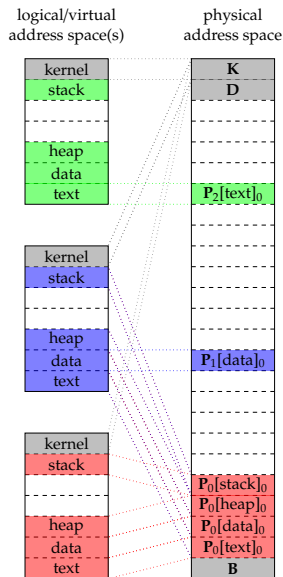 logical/virtual
address space(s)
kernel
stack
heap
data
text
kernel
stack
heap
data
text
kernel
stack
heap
data
text
physical
address space
K
D
P₂[text]₀
P₁[data]₀
P₀[stack]₀
P₀[heap]₀
P₀[data]₀
P₀[text]₀
B